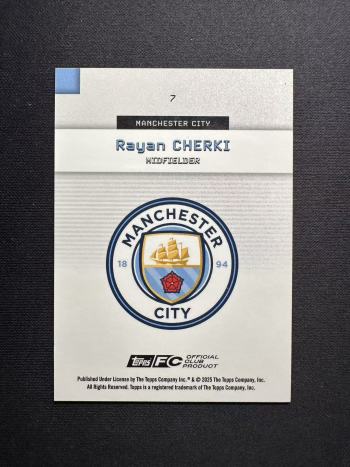 7
MANCHESTER CITY
Rayan CHERKI
MIDFIELDER
MANCHESTER
18 94
CITY
Topps FC OFFICIAL
CLUB
PRODUCT
Published Under License by The Topps Company Inc.® & © 2025 The Topps Company, Inc.
All Rights Reserved. Topps is a registered trademark of The Topps Company, Inc.